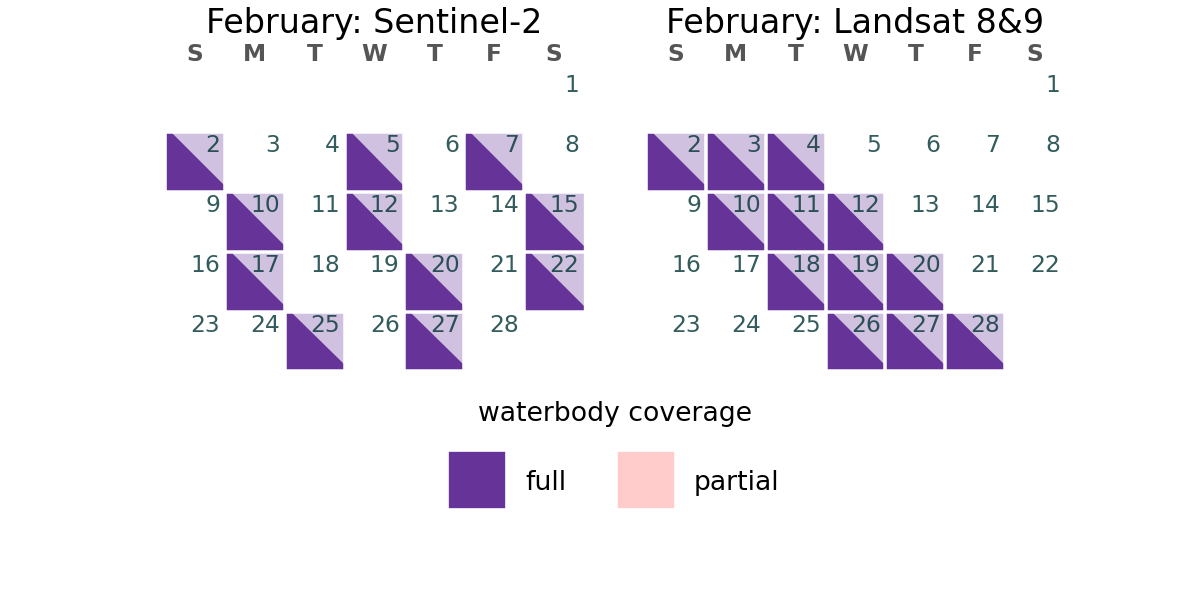 February: Sentinel-2
S M T W T F S
1
2 3 4 5 6 7 8
9 10 11 12 13 14 15
16 17 18 19 20 21 22
23 24 25 26 27 28
February: Landsat 8&9
S M T W T F S
1
2 3 4 5 6 7 8
9 10 11 12 13 14 15
16 17 18 19 20 21 22
23 24 25 26 27 28
waterbody coverage
full partial